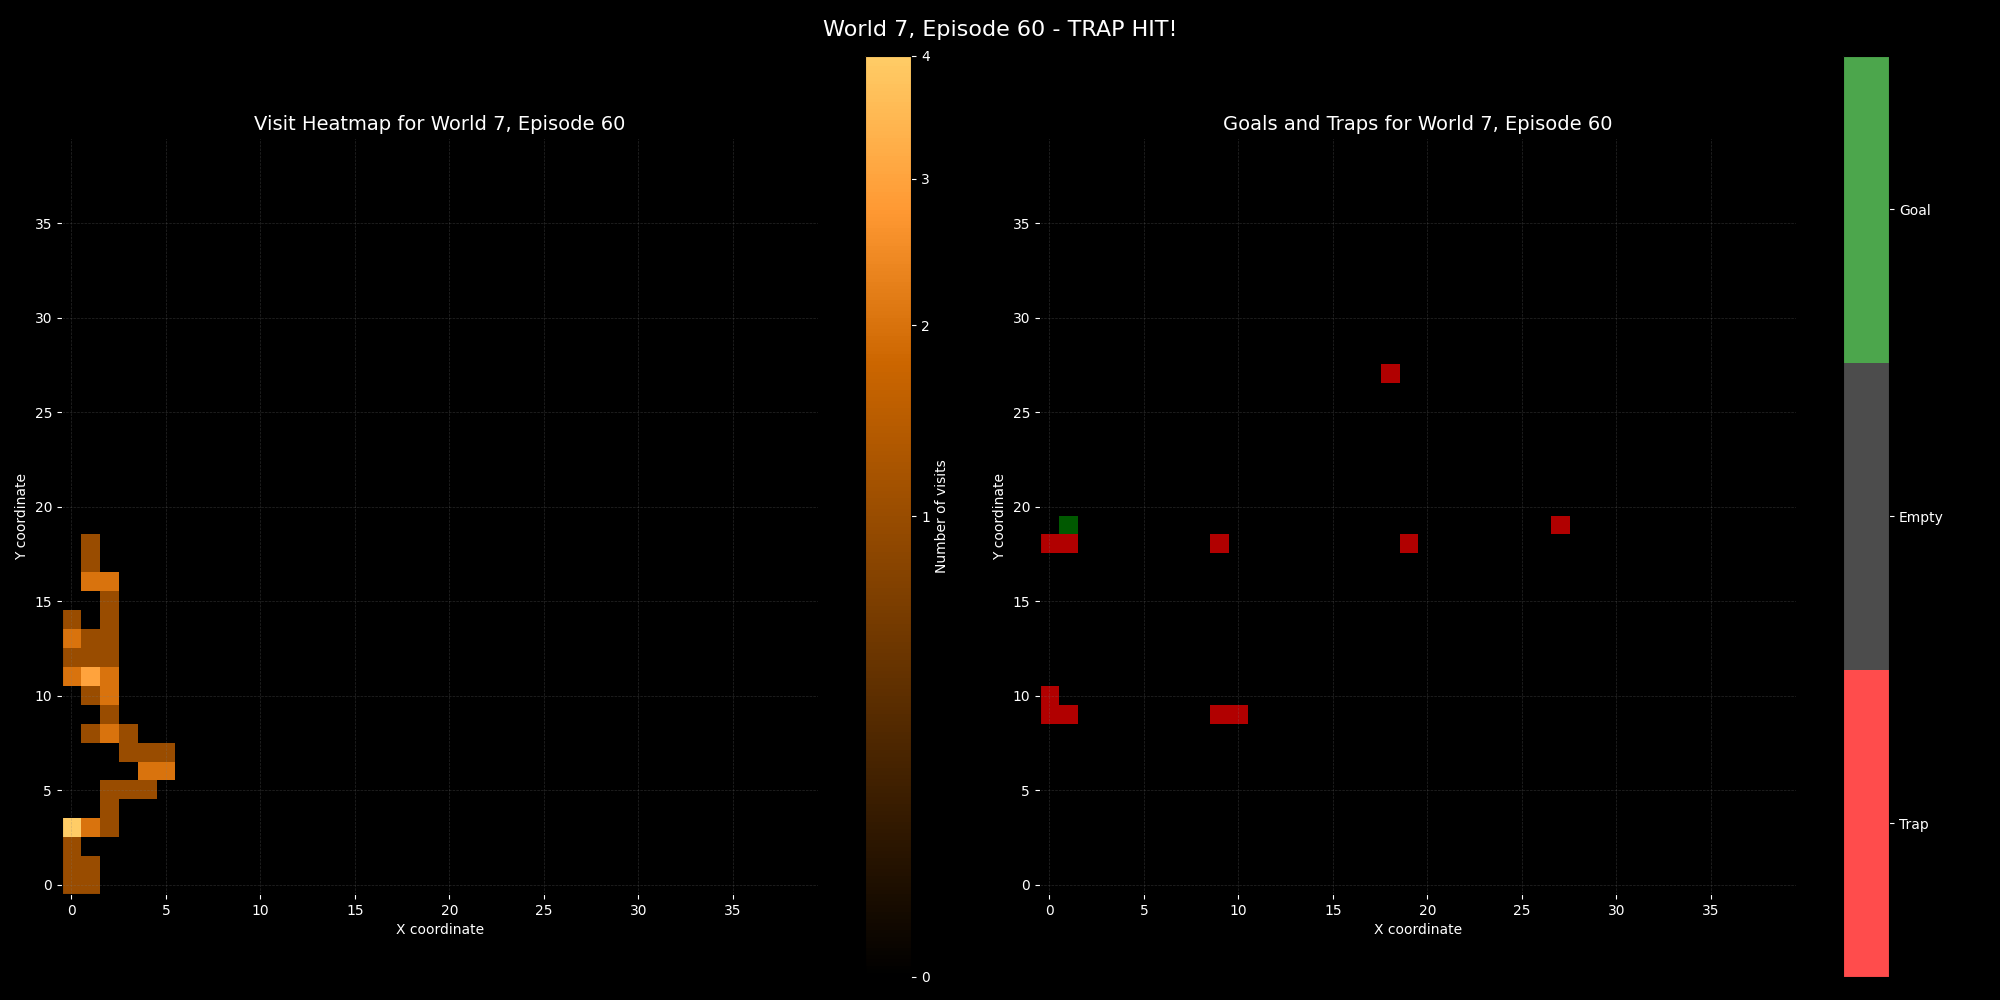 World 7, Episode 60 - TRAP HIT!
Visit Heatmap for World 7, Episode 60
Y coordinate
35
30
25
20
15
10
5
0
0 5 10 15 20 25 30 35
X coordinate
4
3
2
1
0
Number of visits
Goals and Traps for World 7, Episode 60
Y coordinate
35
30
25
20
15
10
5
0
0 5 10 15 20 25 30 35
X coordinate
Goal
Empty
Trap